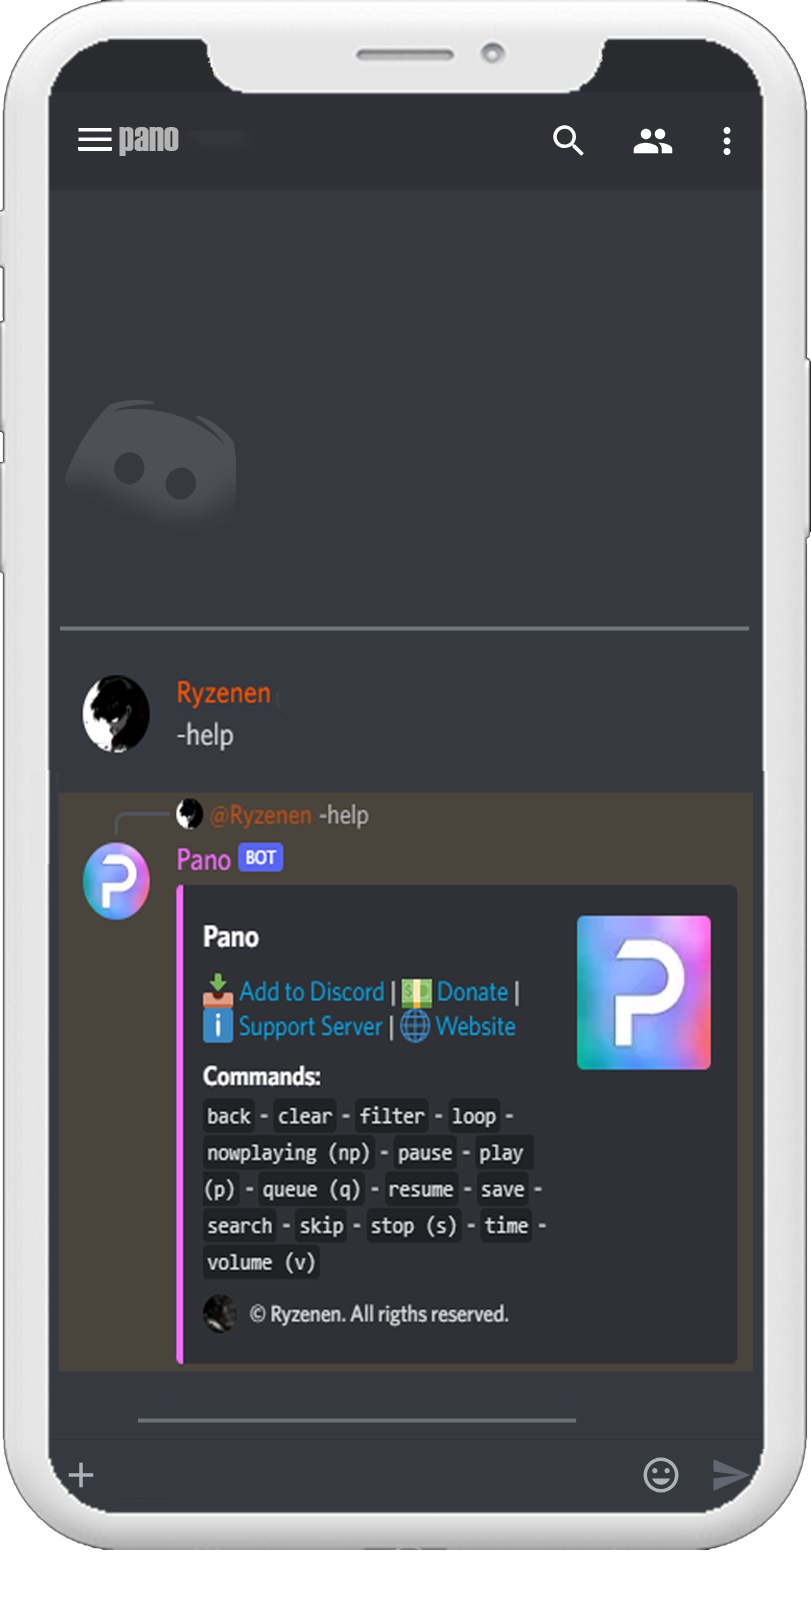 pano
Ryzenen
-help
@Ryzenen -help
Pano BOT
Pano
Add to Discord | Donate |
Support Server | Website
Commands:
back - clear - filter - loop -
nowplaying (np) - pause - play
(p) - queue (q) - resume - save -
search - skip - stop (s) - time -
volume (v)
© Ryzenen. All rigths reserved.